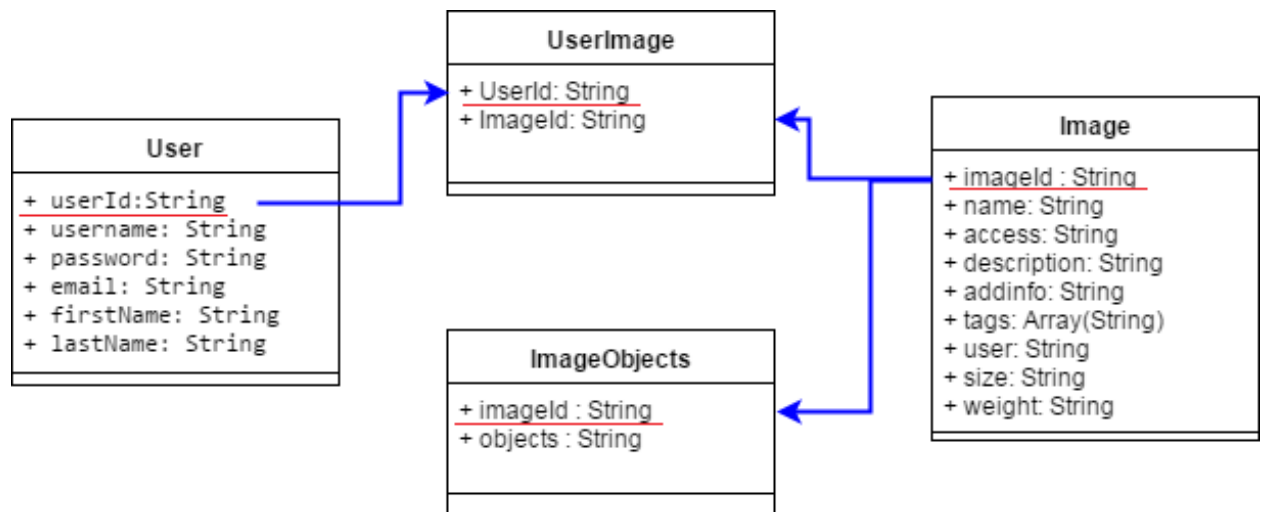 UserImage
+ UserId: String
+ ImageId: String
User
+ userId:String
+ username: String
+ password: String
+ email: String
+ firstName: String
+ lastName: String
Image
+ imageId : String
+ name: String
+ access: String
+ description: String
+ addinfo: String
+ tags: Array(String)
+ user: String
+ size: String
+ weight: String
ImageObjects
+ imageId : String
+ objects : String